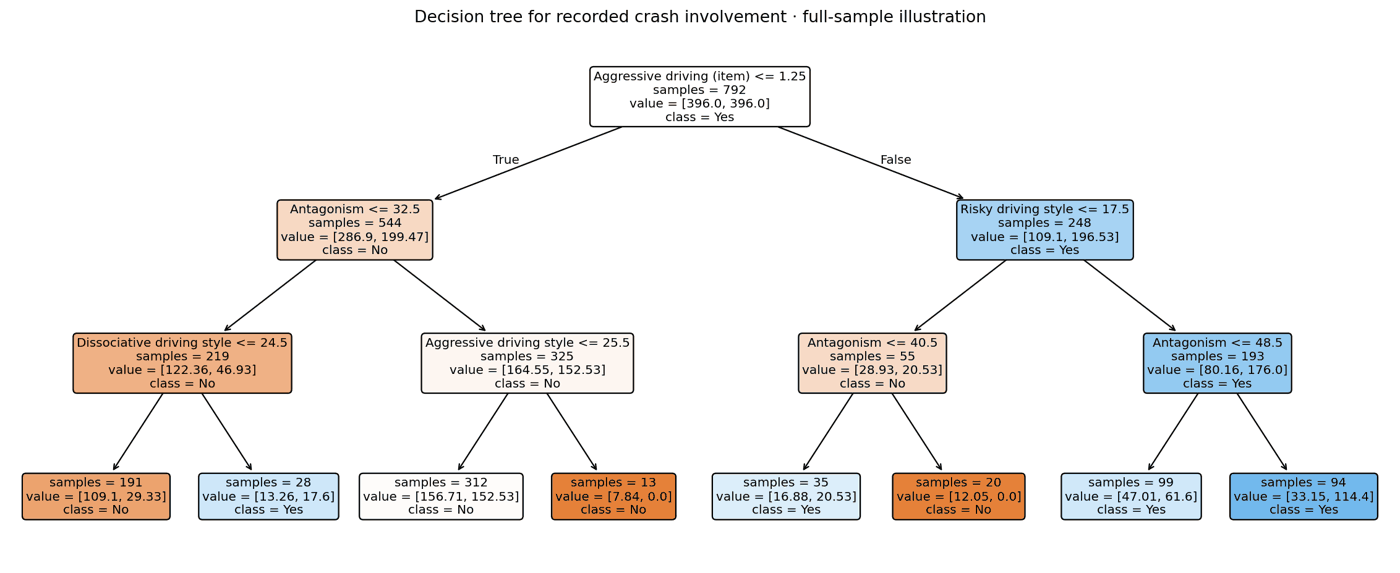 Decision tree for recorded crash involvement · full-sample illustration
Aggressive driving (item) <= 1.25
samples = 792
value = [396.0, 396.0]
class = Yes
True
False
Antagonism <= 32.5
samples = 544
value = [286.9, 199.47]
class = No
Risky driving style <= 17.5
samples = 248
value = [109.1, 196.53]
class = Yes
Dissociative driving style <= 24.5
samples = 219
value = [122.36, 46.93]
class = No
Aggressive driving style <= 25.5
samples = 325
value = [164.55, 152.53]
class = No
Antagonism <= 40.5
samples = 55
value = [28.93, 20.53]
class = No
Antagonism <= 48.5
samples = 193
value = [80.16, 176.0]
class = Yes
samples = 191
value = [109.1, 29.33]
class = No
samples = 28
value = [13.26, 17.6]
class = Yes
samples = 312
value = [156.71, 152.53]
class = No
samples = 13
value = [7.84, 0.0]
class = No
samples = 35
value = [16.88, 20.53]
class = Yes
samples = 20
value = [12.05, 0.0]
class = No
samples = 99
value = [47.01, 61.6]
class = Yes
samples = 94
value = [33.15, 114.4]
class = Yes